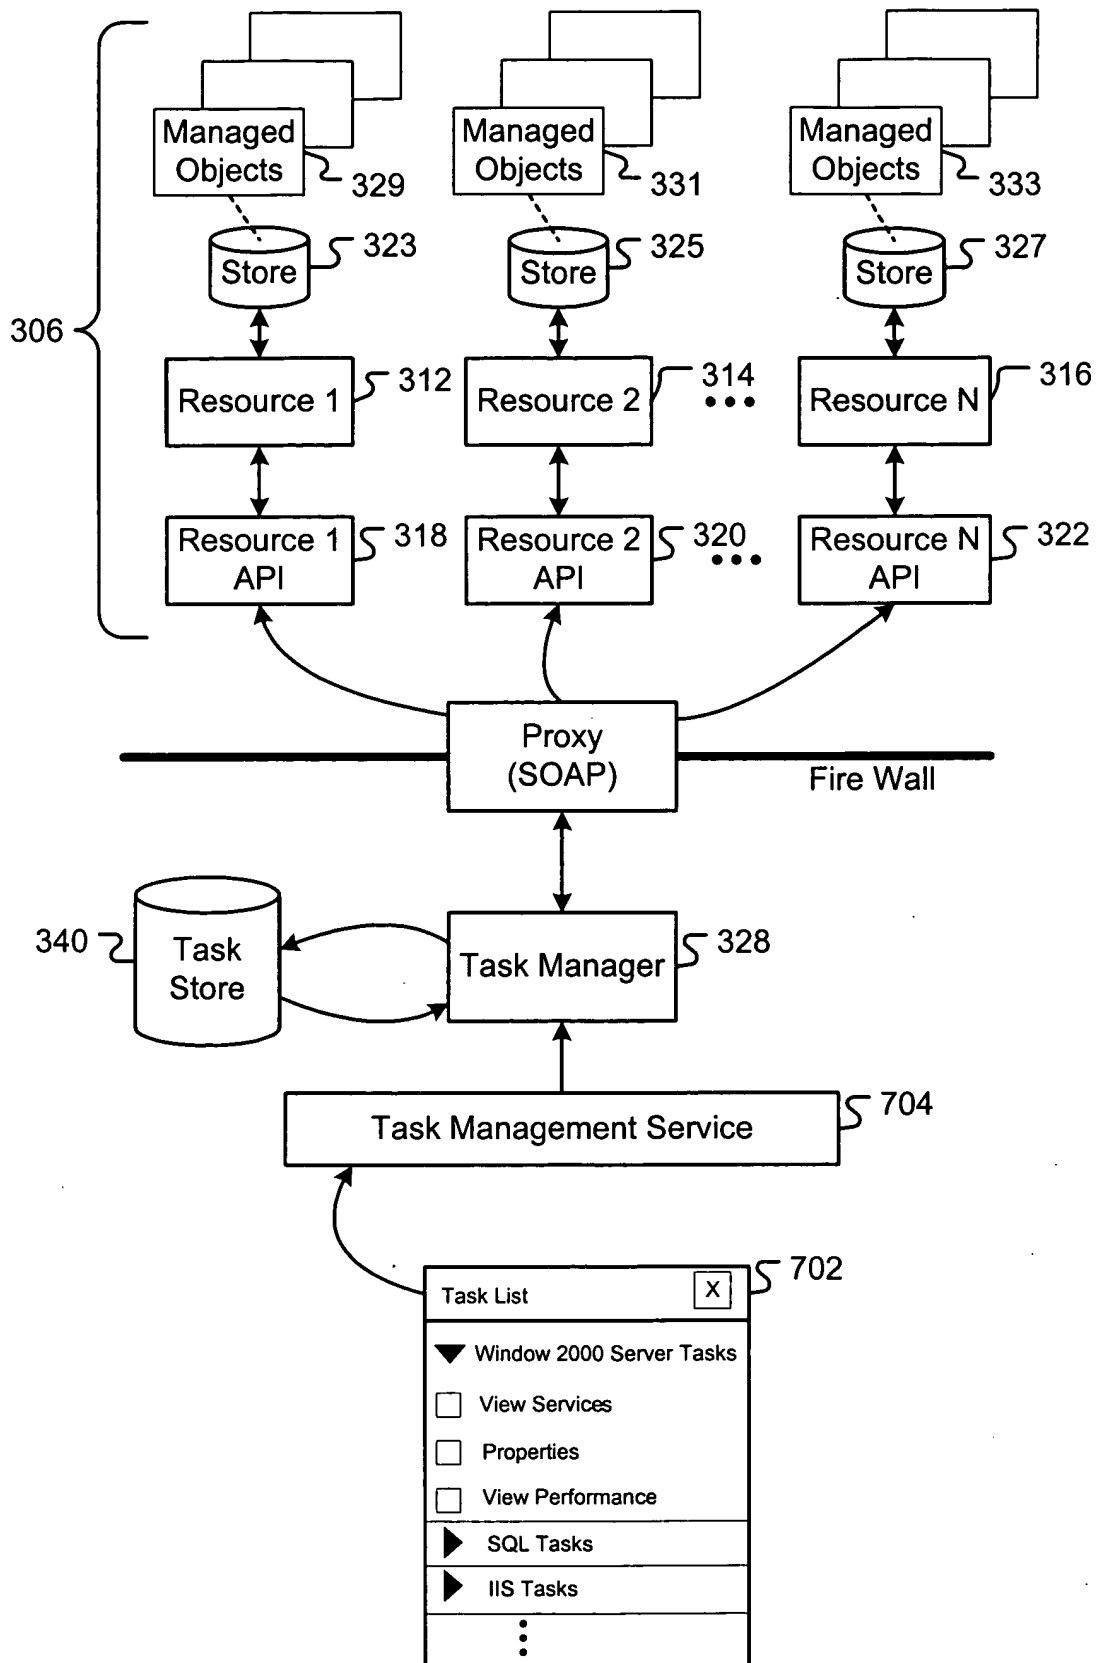 Managed
Objects
329
Managed
Objects
331
Managed
Objects
333
Store
323
Store
325
Store
327
306
Resource 1
312
Resource 2
314
•••
Resource N
316
Resource 1
API
318
Resource 2
API
320
•••
Resource N
API
322
Proxy
(SOAP)
Fire Wall
340
Task
Store
Task Manager
328
Task Management Service
704
Task List
X
702
Window 2000 Server Tasks
View Services
Properties
View Performance
SQL Tasks
IIS Tasks